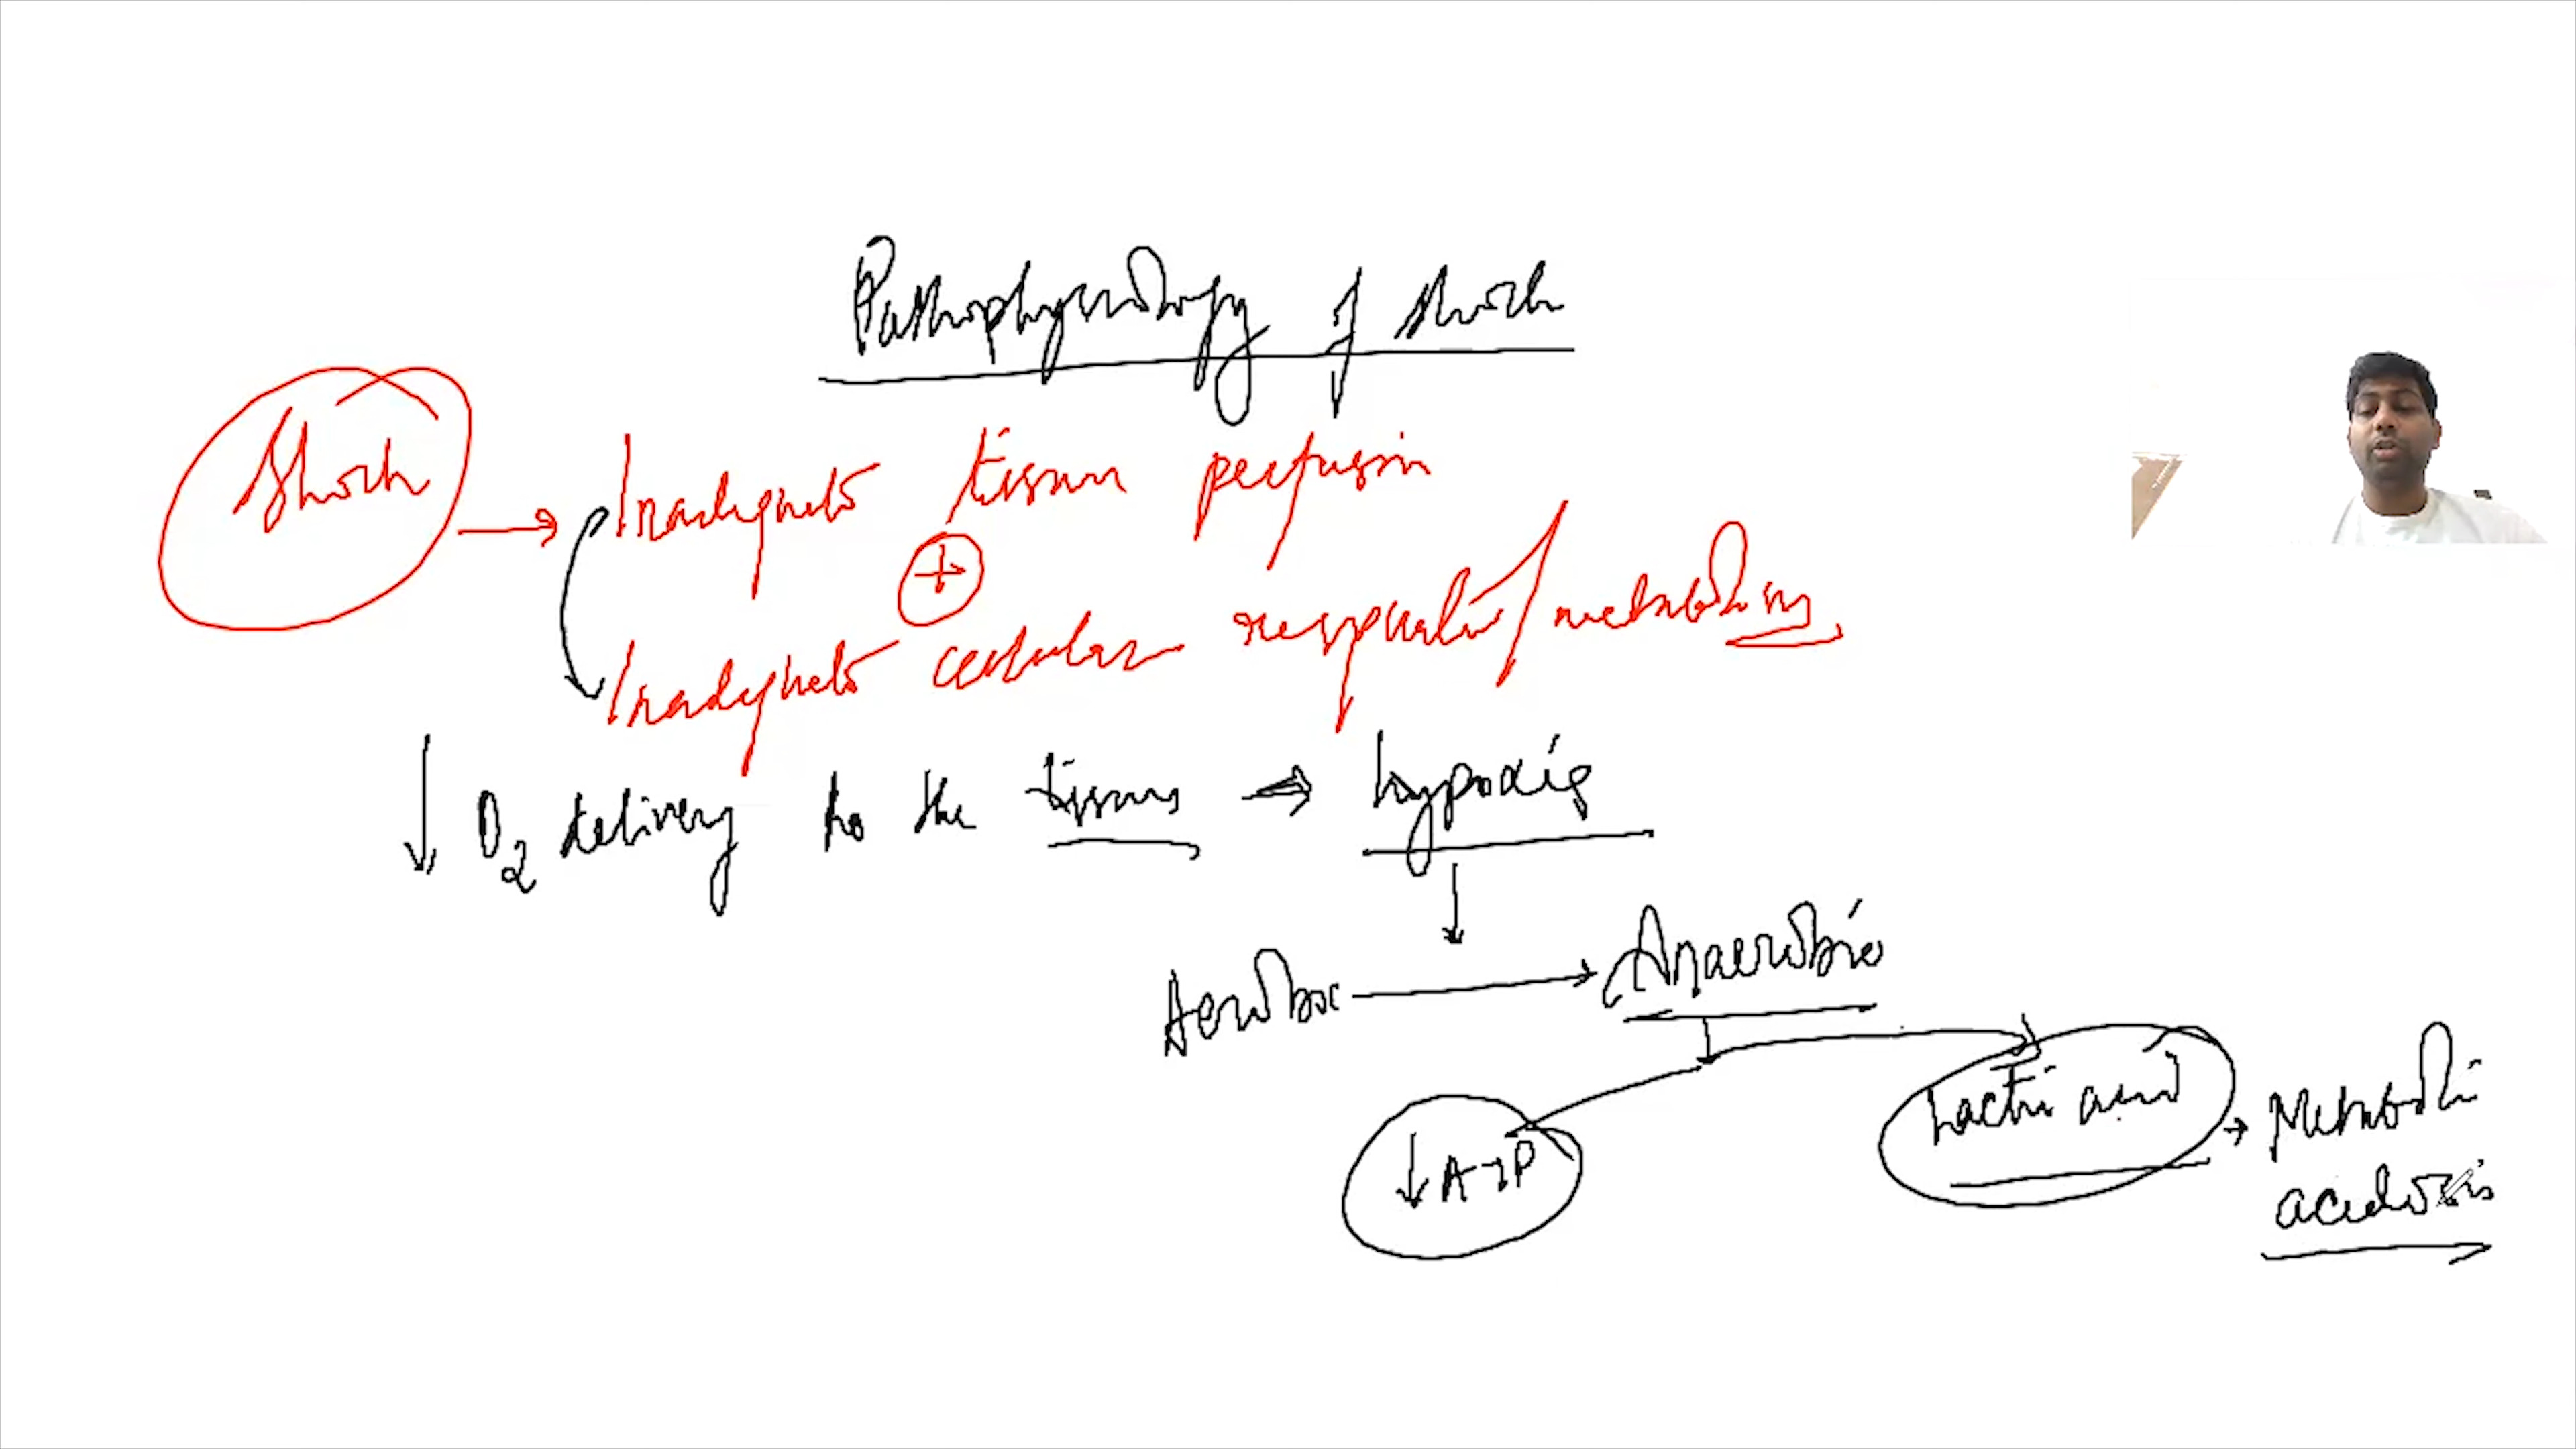 Pathophysiology of shock
Shock → Inadequate tissue perfusion
+
Inadequate cellular respiration/metabolism
↓ O2 delivery to the tissues → hypoxia
↓
Aerobic → Anaerobic
↓ATP
Lactic acid → Metabolic
acidosis